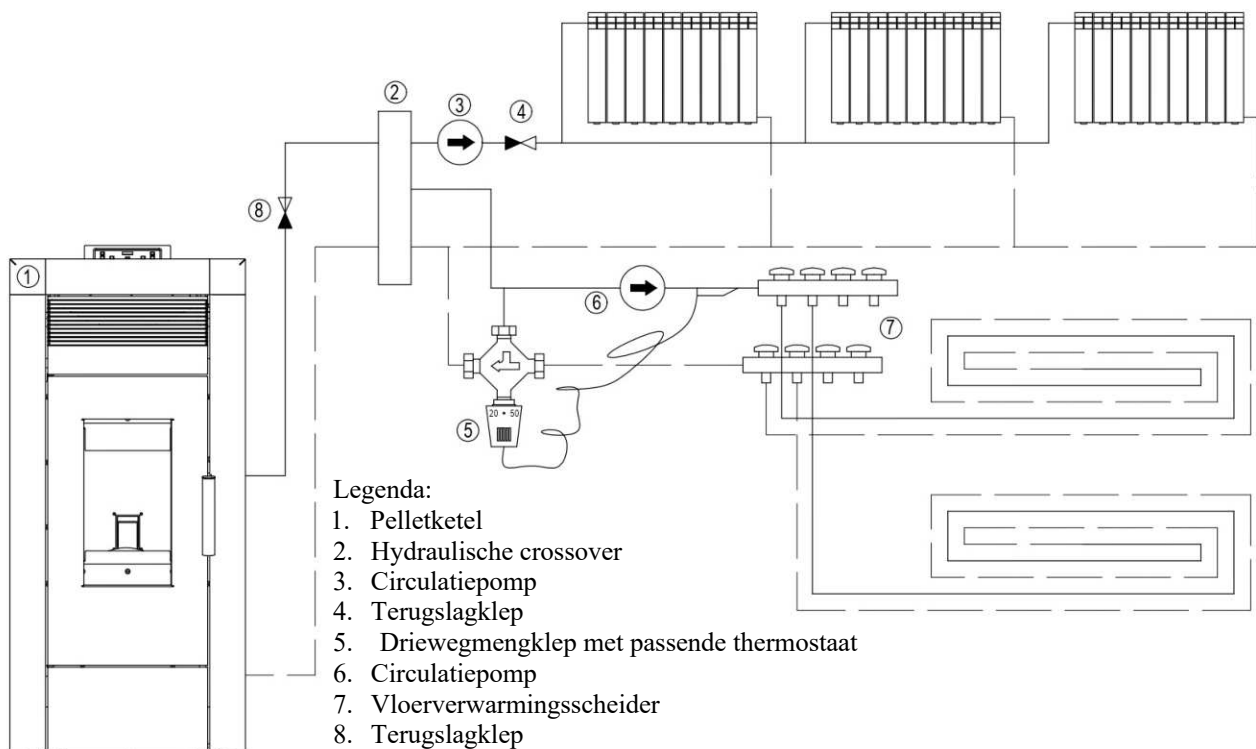 ②
③
④
⑧
①
⑥
⑦
20 • 50
⑤
Legenda:
1. Pelletketel
2. Hydraulische crossover
3. Circulatiepomp
4. Terugslagklep
5. Driewegmengklep met passende thermostaat
6. Circulatiepomp
7. Vloerverwarmingsscheider
8. Terugslagklep